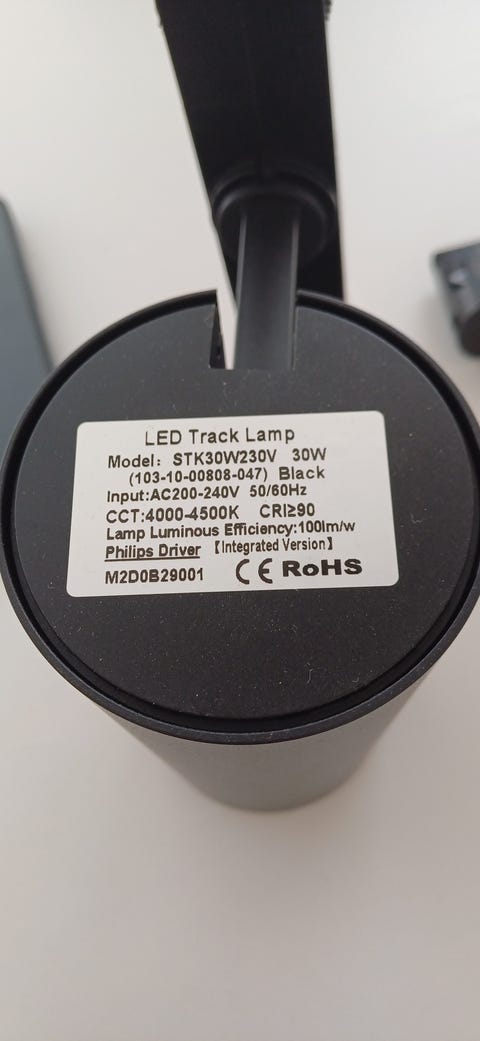 LED Track Lamp
Model: STK30W230V 30W
(103-10-00808-047) Black
Input:AC200-240V 50/60Hz
CCT:4000-4500K CRI≥90
Lamp Luminous Efficiency:100lm/w
Philips Driver 【Integrated Version】
M2D0B29001 CE RoHS